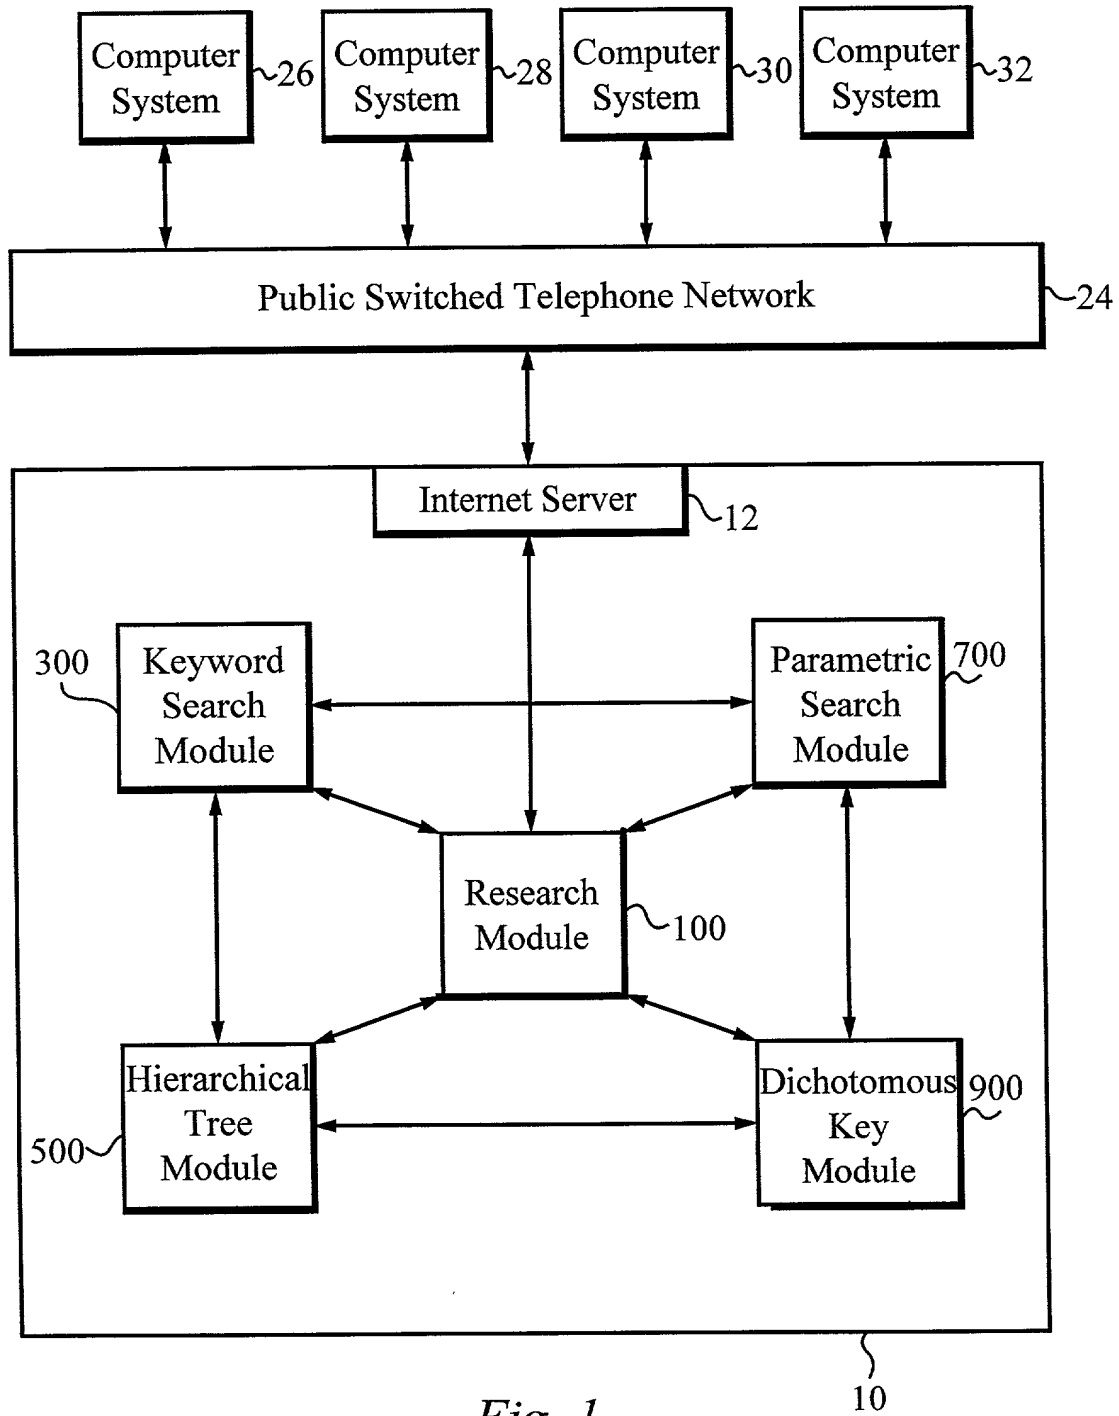 Computer
System
26
Computer
System
28
Computer
System
30
Computer
System
32
Public Switched Telephone Network
24
Internet Server
12
300
Keyword
Search
Module
Parametric
Search
Module
700
Research
Module
100
Hierarchical
Tree
Module
500
Dichotomous
Key
Module
900
10
Fig. 1